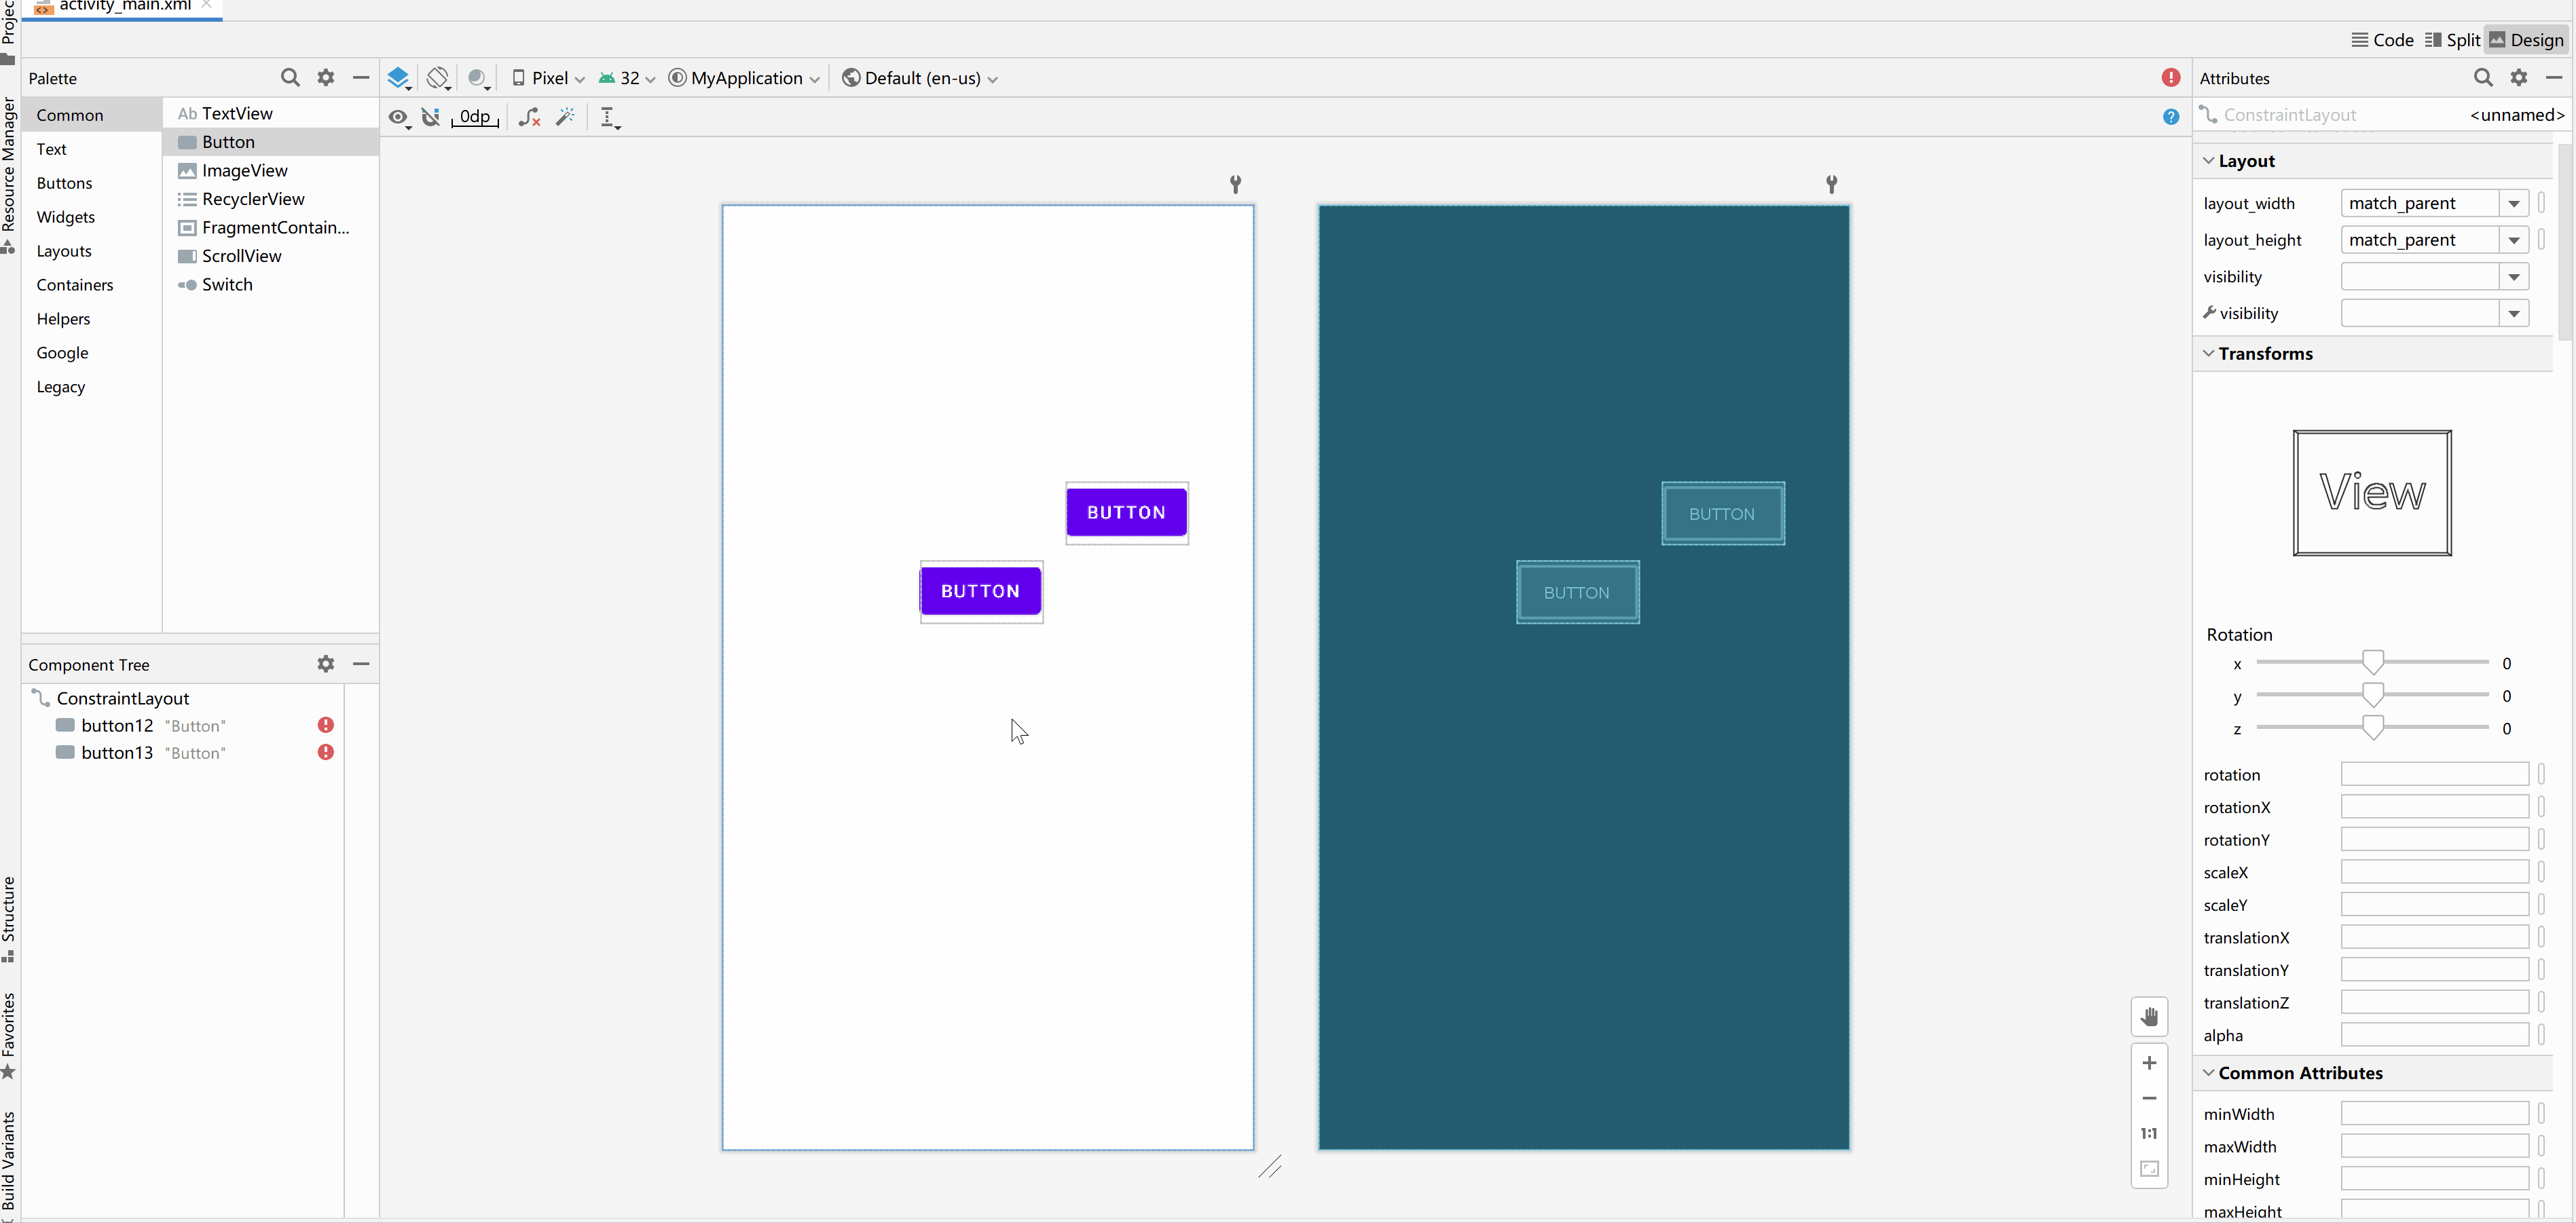 activity_main.xml
Code Split Design
Projec
Resource Manager
Structure
Favorites
Build Variants
Palette
Common
Text
Buttons
Widgets
Layouts
Containers
Helpers
Google
Legacy
Ab TextView
Button
ImageView
RecyclerView
FragmentContain...
ScrollView
Switch
Component Tree
ConstraintLayout
button12 "Button"
button13 "Button"
Pixel 32 MyApplication Default (en-us)
0dp
BUTTON
BUTTON
BUTTON
BUTTON
1:1
Attributes
ConstraintLayout <unnamed>
Layout
layout_width match_parent
layout_height match_parent
visibility
visibility
Transforms
View
Rotation
x 0
y 0
z 0
rotation
rotationX
rotationY
scaleX
scaleY
translationX
translationY
translationZ
alpha
Common Attributes
minWidth
maxWidth
minHeight
maxHeight